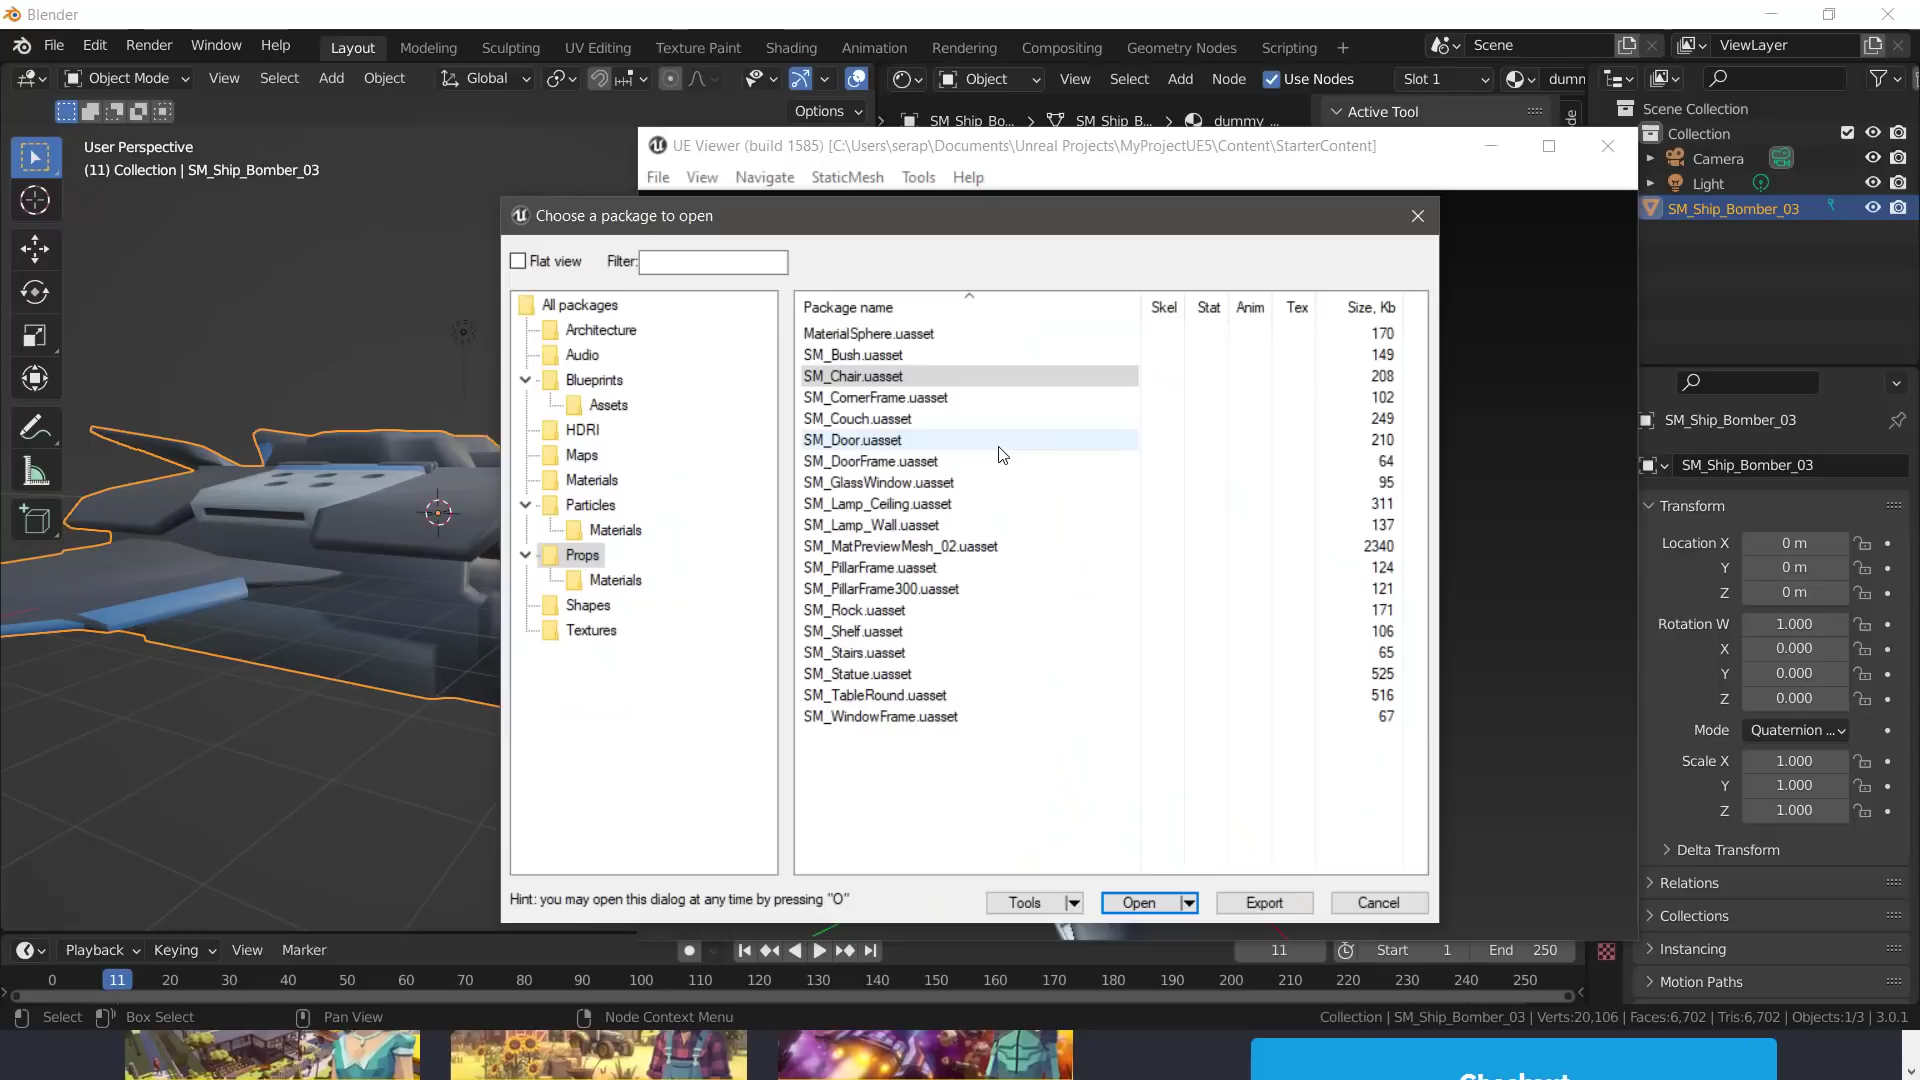 Blender
File Edit Render Window Help Layout Modeling Sculpting UV Editing Texture Paint Shading Animation Rendering Compositing Geometry Nodes Scripting + Scene ViewLayer
Object Mode View Select Add Object Global Object View Select Add Node Use Nodes Slot 1 dumm
Options SM_Ship_Bo... SM_Ship_B... dummy_... Active Tool
User Perspective
(11) Collection | SM_Ship_Bomber_03
Scene Collection
Collection
Camera
Light
SM_Ship_Bomber_03
UE Viewer (build 1585) [C:\Users\serap\Documents\Unreal Projects\MyProjectUE5\Content\StarterContent]
File View Navigate StaticMesh Tools Help
Choose a package to open
Flat view Filter:
All packages
Architecture
Audio
Blueprints
Assets
HDRI
Maps
Materials
Particles
Materials
Props
Materials
Shapes
Textures
Package name Skel Stat Anim Tex Size, Kb
MaterialSphere.uasset 170
SM_Bush.uasset 149
SM_Chair.uasset 208
SM_CornerFrame.uasset 102
SM_Couch.uasset 249
SM_Door.uasset 210
SM_DoorFrame.uasset 64
SM_GlassWindow.uasset 95
SM_Lamp_Ceiling.uasset 311
SM_Lamp_Wall.uasset 137
SM_MatPreviewMesh_02.uasset 2340
SM_PillarFrame.uasset 124
SM_PillarFrame300.uasset 121
SM_Rock.uasset 171
SM_Shelf.uasset 106
SM_Stairs.uasset 65
SM_Statue.uasset 525
SM_TableRound.uasset 516
SM_WindowFrame.uasset 67
Hint: you may open this dialog at any time by pressing "O" Tools Open Export Cancel
SM_Ship_Bomber_03
SM_Ship_Bomber_03
Transform
Location X 0 m
Y 0 m
Z 0 m
Rotation W 1.000
X 0.000
Y 0.000
Z 0.000
Mode Quaternion ...
Scale X 1.000
Y 1.000
Z 1.000
Delta Transform
Relations
Collections
Instancing
Motion Paths
Playback Keying View Marker 11 Start 1 End 250
0 11 20 30 40 50 60 70 80 90 100 110 120 130 140 150 160 170 180 190 200 210 220 230 240 250
Select Box Select Pan View Node Context Menu Collection | SM_Ship_Bomber_03 | Verts:20,106 | Faces:6,702 | Tris:6,702 | Objects:1/3 | 3.0.1